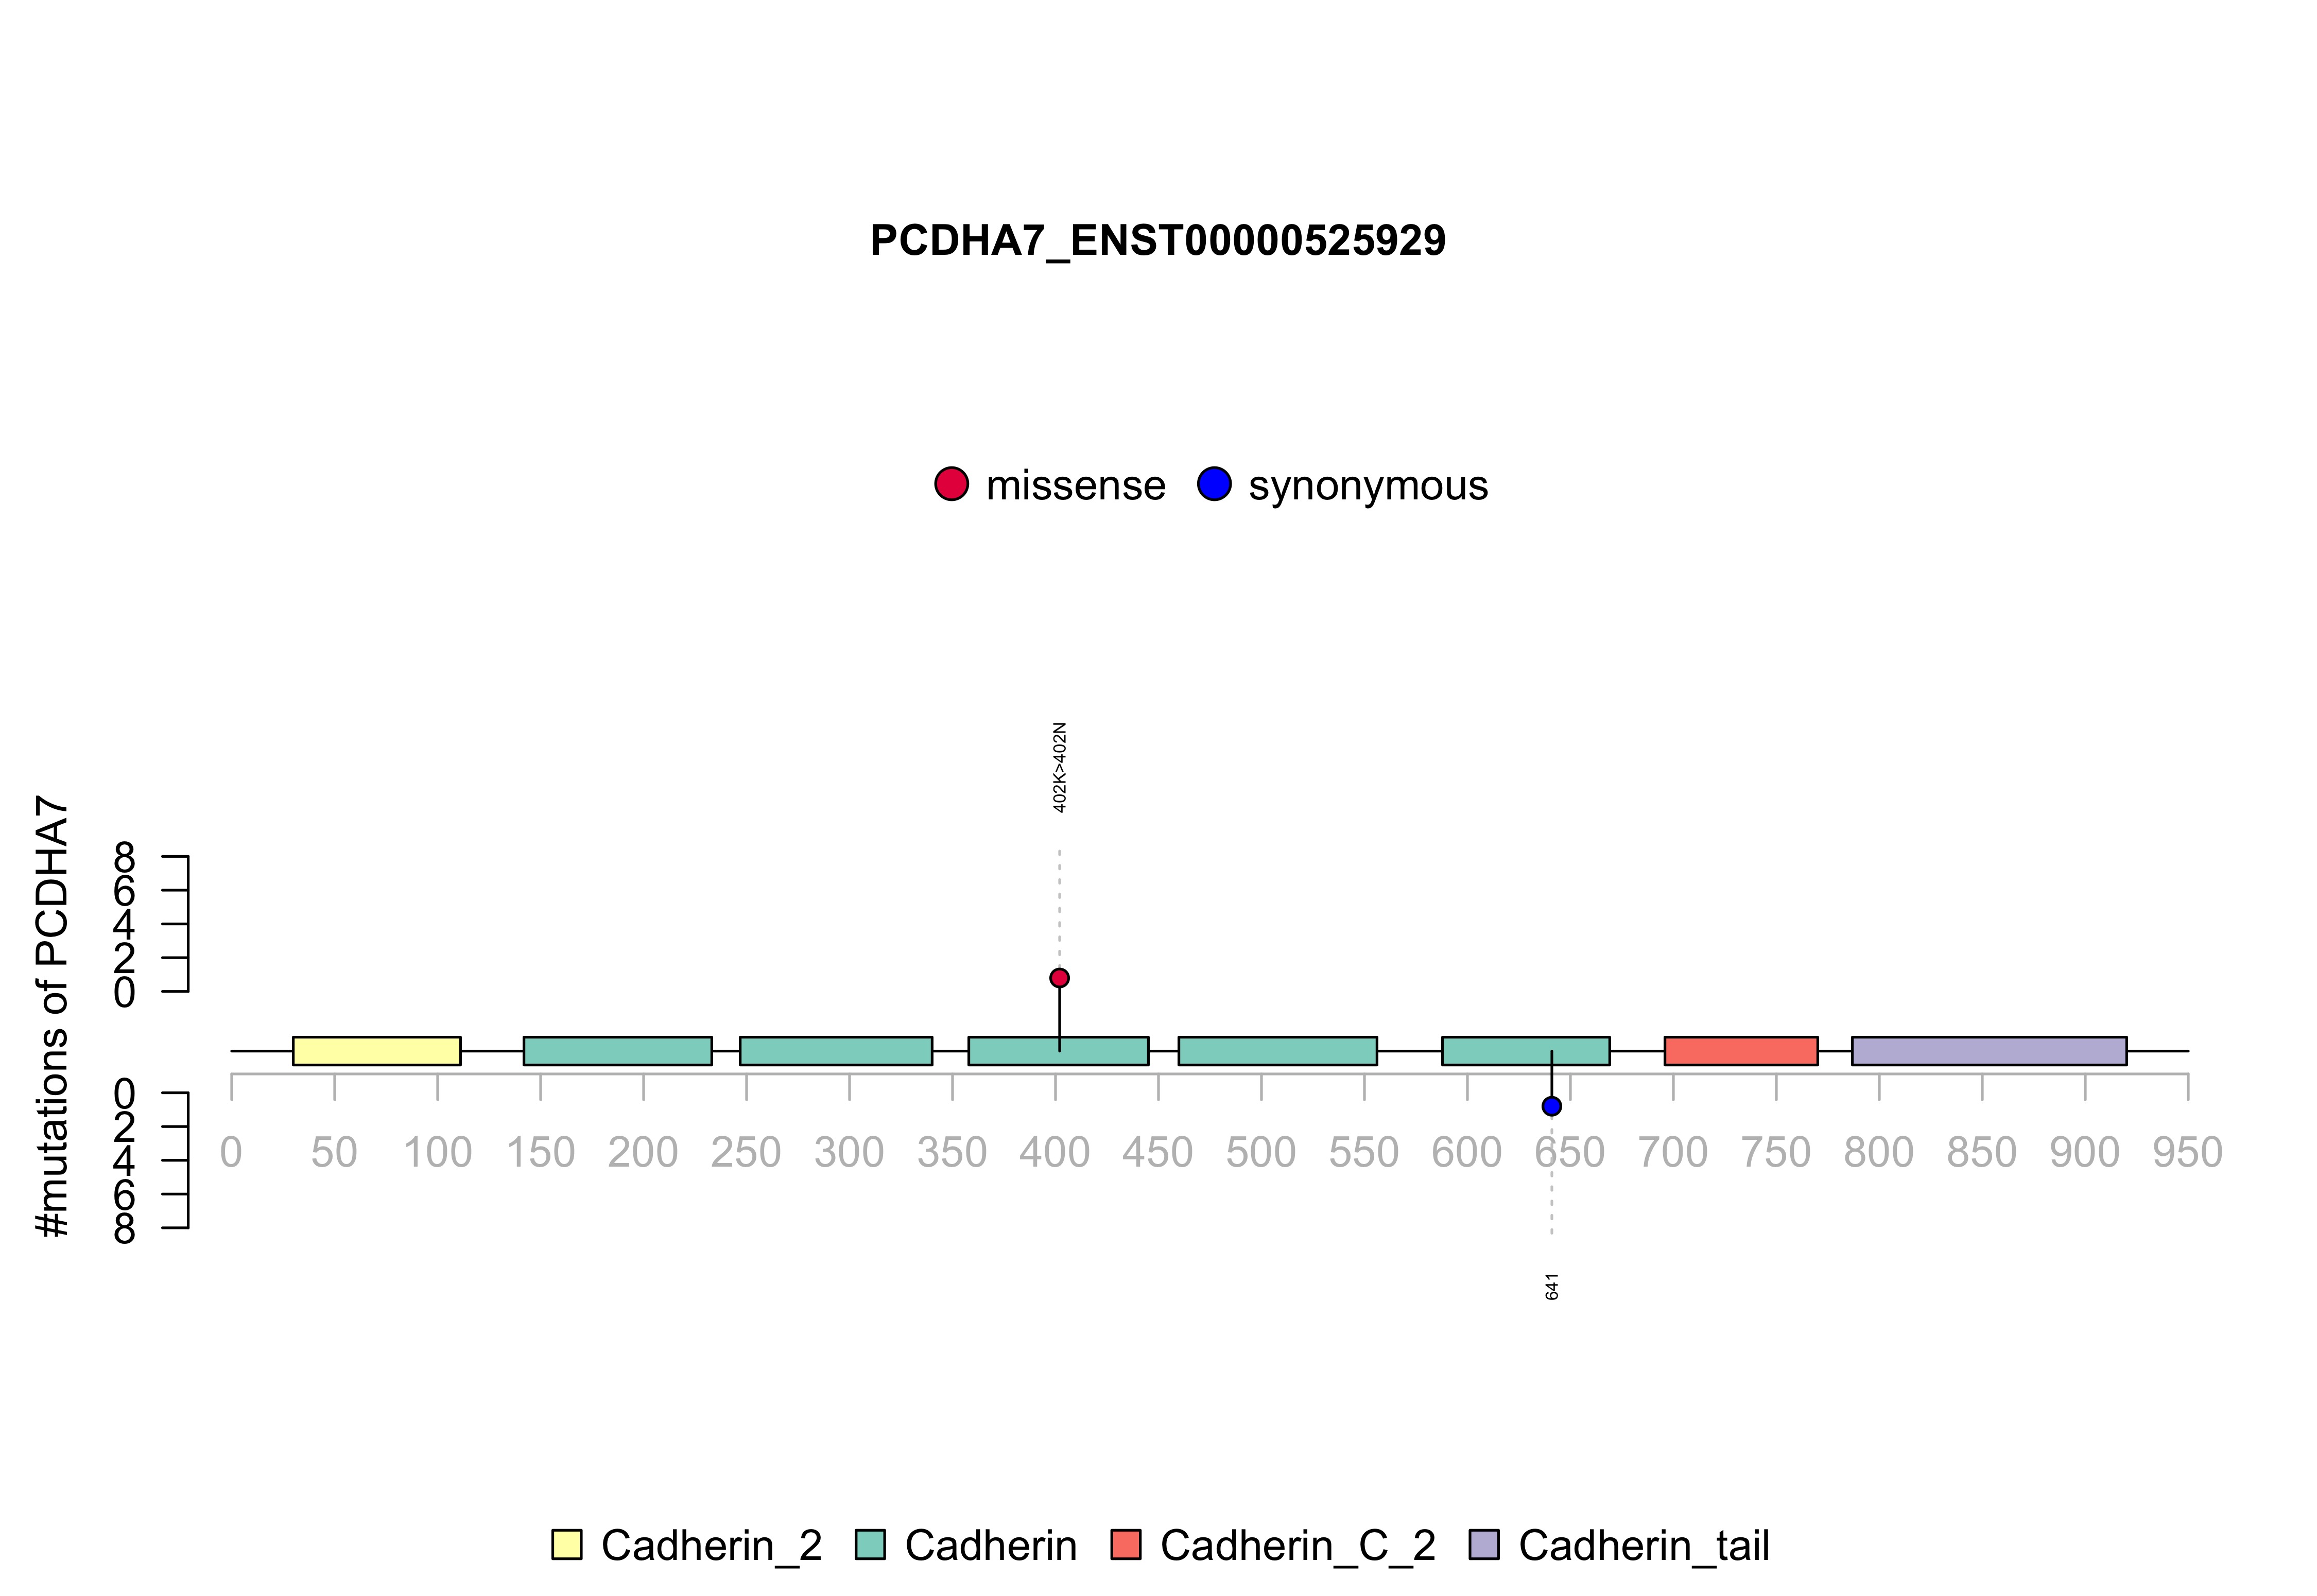 PCDHA7_ENST00000525929
missense synonymous
402K>402N
#mutations of PCDHA7
8
6
4
2
0
0
2
4
6
8
0 50 100 150 200 250 300 350 400 450 500 550 600 650 700 750 800 850 900 950
641
Cadherin_2 Cadherin Cadherin_C_2 Cadherin_tail